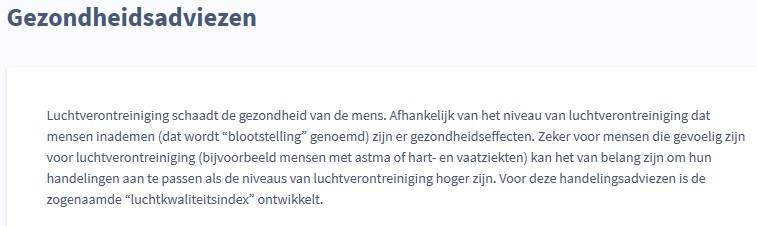 Gezondheidsadviezen
Luchtverontreiniging schaadt de gezondheid van de mens. Afhankelijk van het niveau van luchtverontreiniging dat
mensen inademen (dat wordt “blootstelling” genoemd) zijn er gezondheidseffecten. Zeker voor mensen die gevoelig zijn
voor luchtverontreiniging (bijvoorbeeld mensen met astma of hart- en vaatziekten) kan het van belang zijn om hun
handelingen aan te passen als de niveaus van luchtverontreiniging hoger zijn. Voor deze handelingsadviezen is de
zogenaamde “luchtkwaliteitsindex” ontwikkelt.